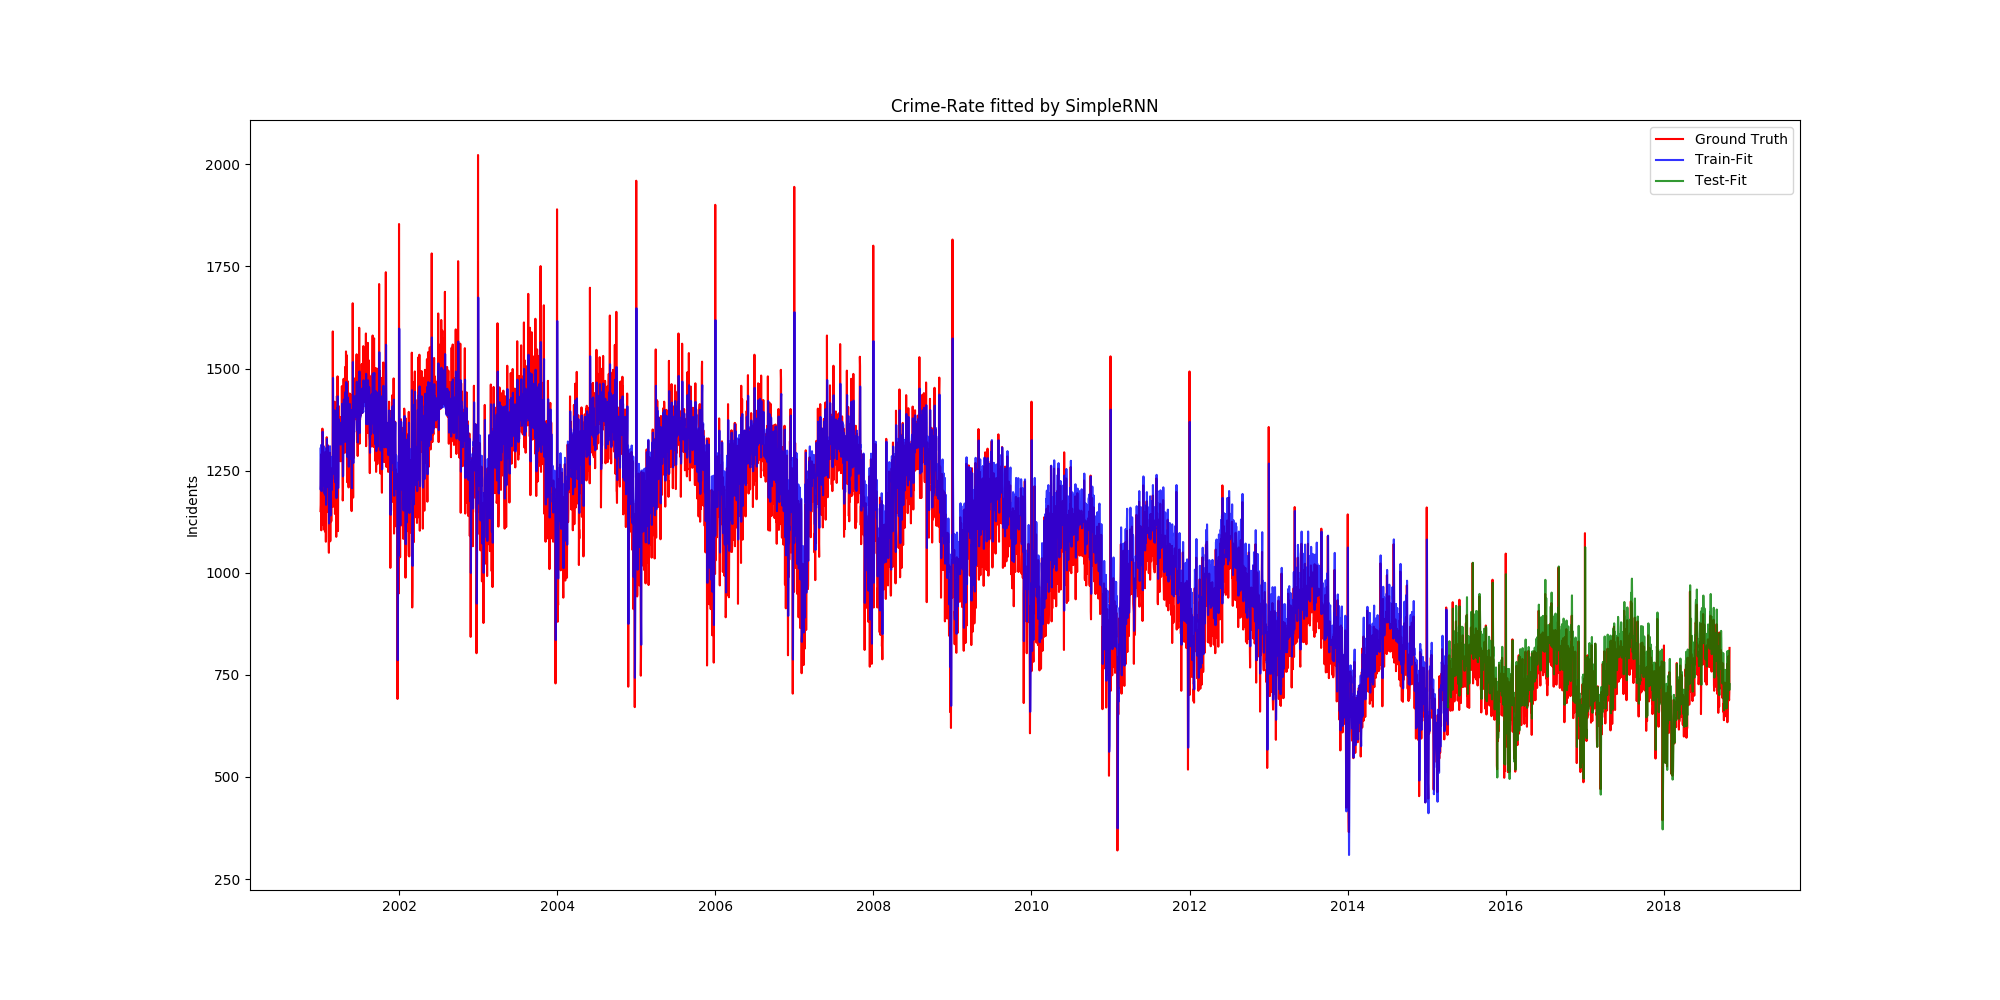 Crime-Rate fitted by SimpleRNN
Ground Truth
Train-Fit
Test-Fit
2000
1750
1500
1250
1000
750
500
250
Incidents
2002 2004 2006 2008 2010 2012 2014 2016 2018